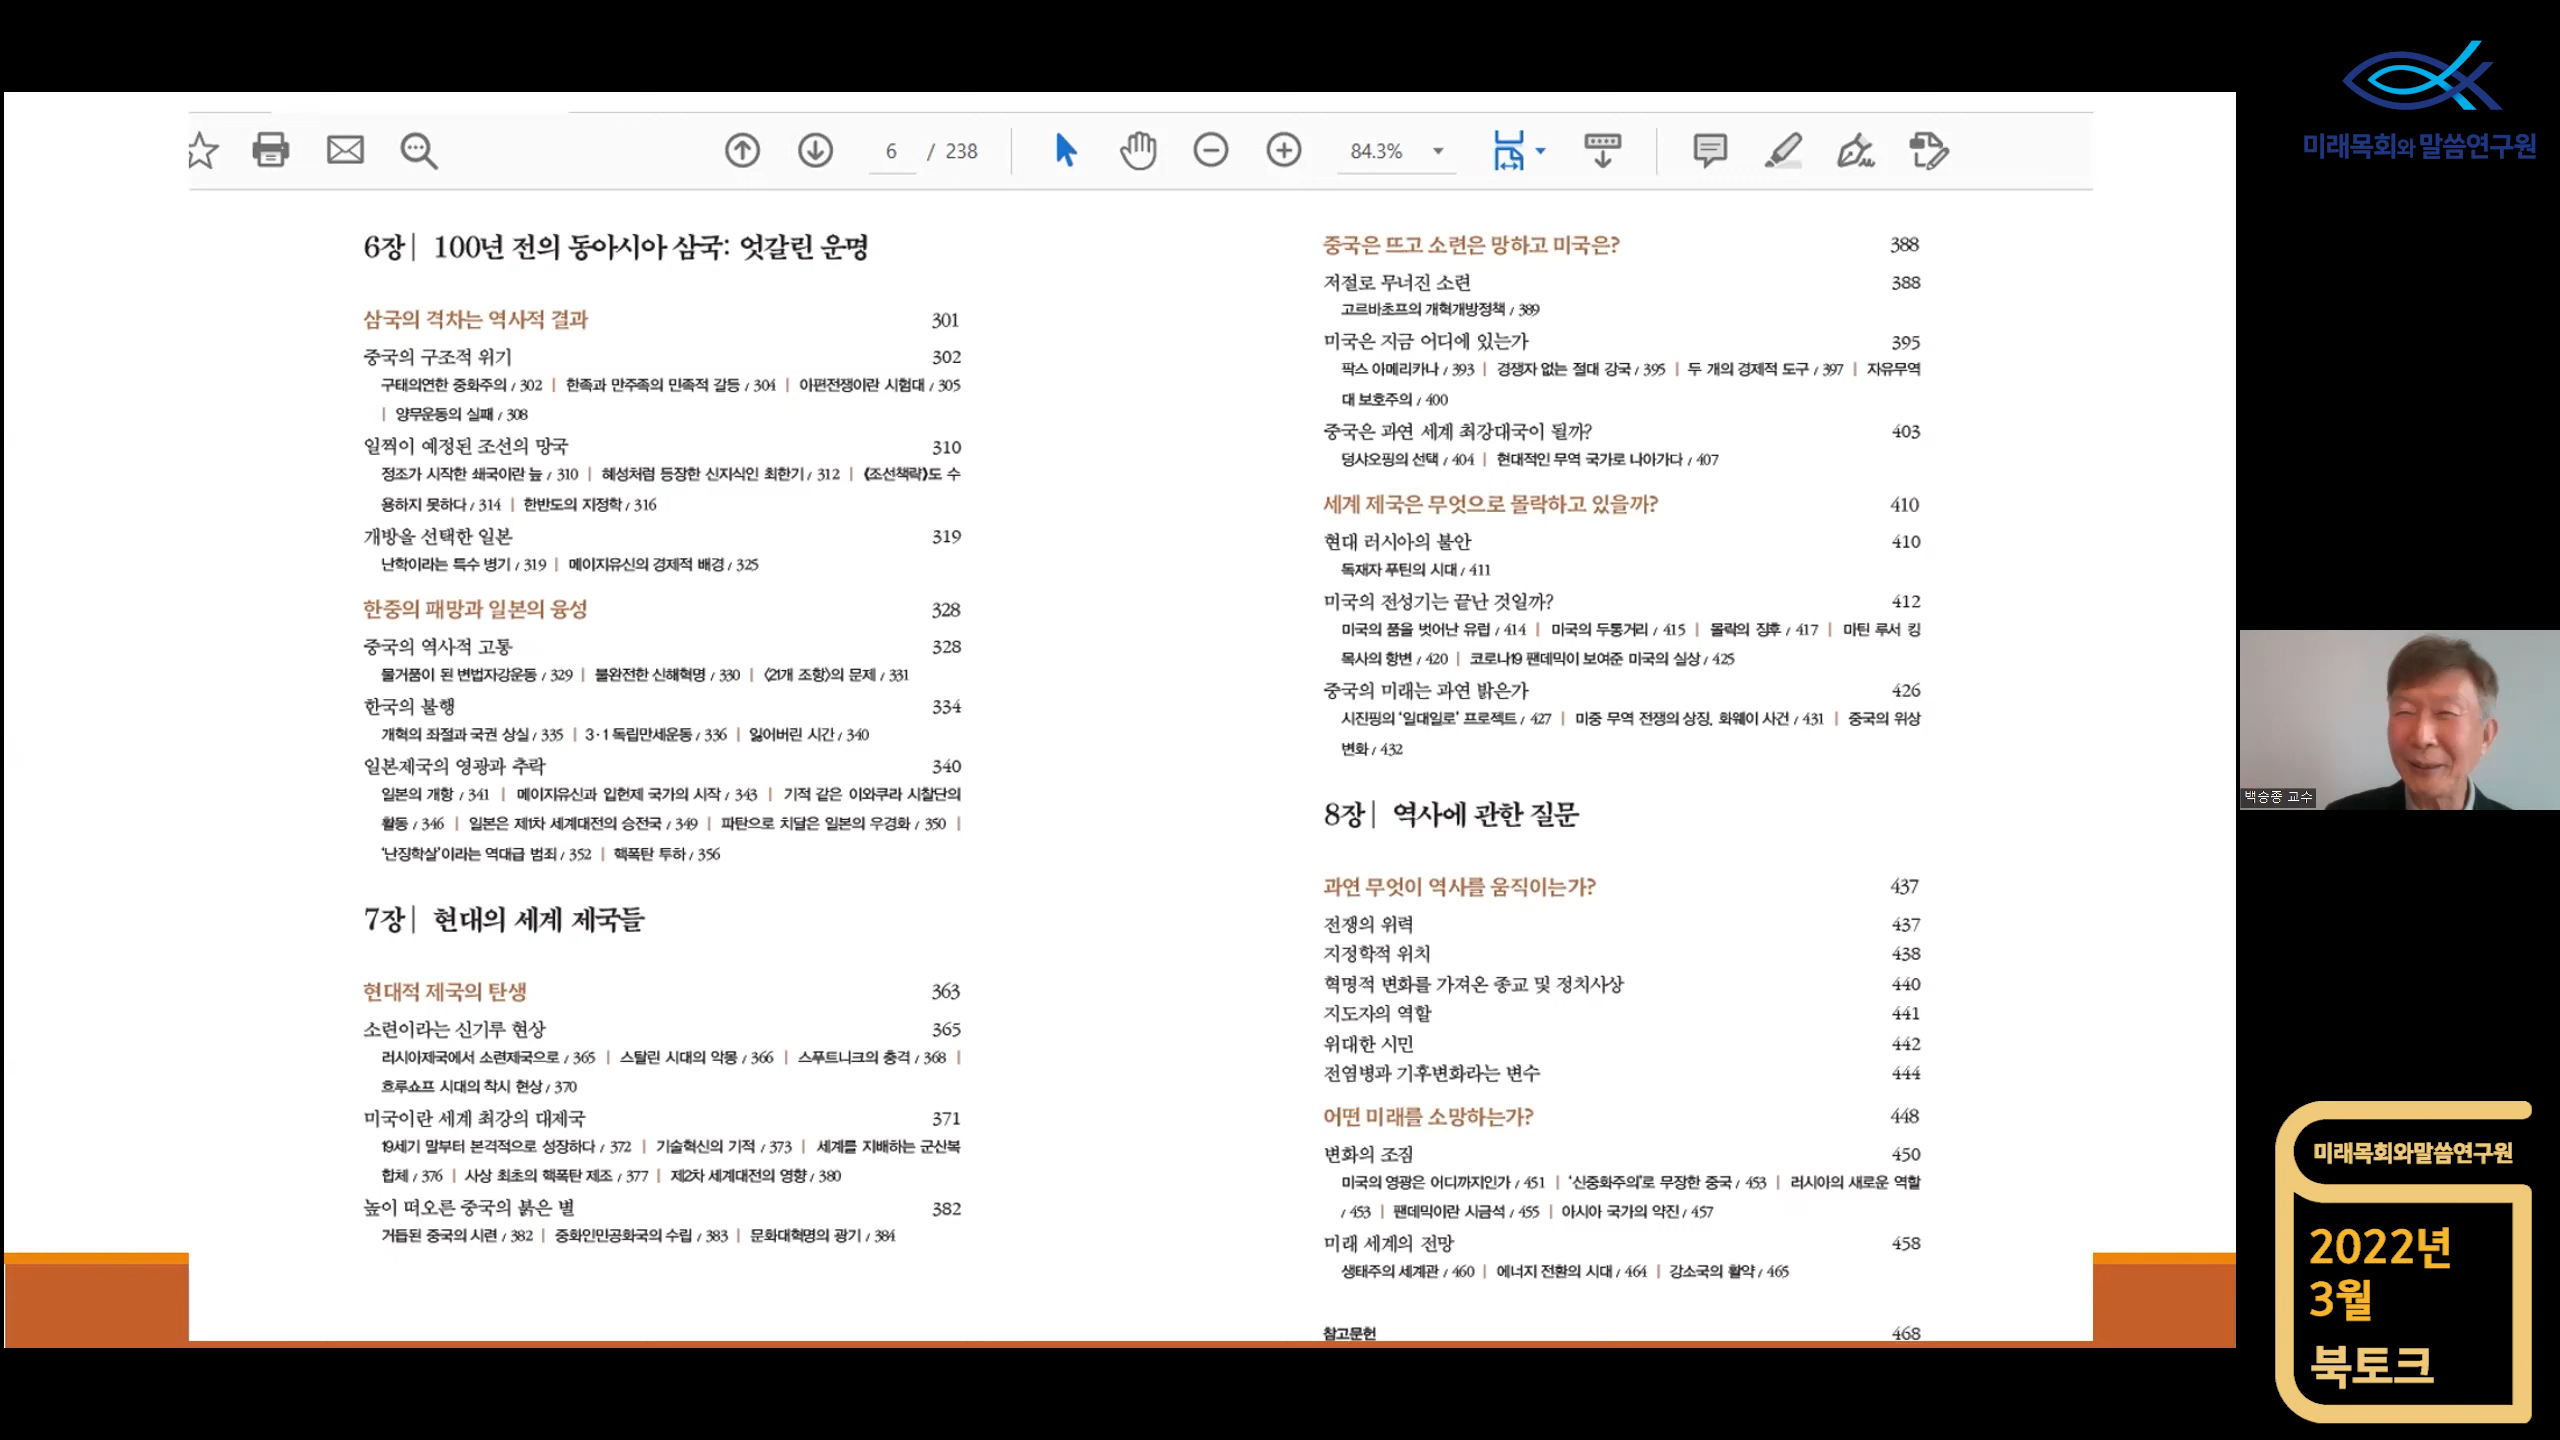 6 / 238
84.3%
6장| 100년 전의 동아시아 삼국: 엇갈린 운명
삼국의 격차는 역사적 결과 301
중국의 구조적 위기 302
구태의연한 중화주의 / 302 | 한족과 만주족의 민족적 갈등 / 304 | 아편전쟁이란 시험대 / 305
| 양무운동의 실패 / 308
일찍이 예정된 조선의 망국 310
정조가 시작한 쇄국이란 늪 / 310 | 혜성처럼 등장한 신지식인 최한기 / 312 | 《조선책략》도 수
용하지 못하다 / 314 | 한반도의 지정학 / 316
개방을 선택한 일본 319
난학이라는 특수 병기 / 319 | 메이지유신의 경제적 배경 / 325
한중의 패망과 일본의 융성 328
중국의 역사적 고통 328
물거품이 된 변법자강운동 / 329 | 불완전한 신해혁명 / 330 | 〈21개 조항〉의 문제 / 331
한국의 불행 334
개혁의 좌절과 국권 상실 / 335 | 3·1 독립만세운동 / 336 | 잃어버린 시간 / 340
일본제국의 영광과 추락 340
일본의 개항 / 341 | 메이지유신과 입헌제 국가의 시작 / 343 | 기적 같은 이와쿠라 시찰단의
활동 / 346 | 일본은 제1차 세계대전의 승전국 / 349 | 파탄으로 치달은 일본의 우경화 / 350 |
'난징학살'이라는 역대급 범죄 / 352 | 핵폭탄 투하 / 356
7장| 현대의 세계 제국들
현대적 제국의 탄생 363
소련이라는 신기루 현상 365
러시아제국에서 소련제국으로 / 365 | 스탈린 시대의 악몽 / 366 | 스푸트니크의 충격 / 368 |
흐루쇼프 시대의 착시 현상 / 370
미국이란 세계 최강의 대제국 371
19세기 말부터 본격적으로 성장하다 / 372 | 기술혁신의 기적 / 373 | 세계를 지배하는 군산복
합체 / 376 | 사상 최초의 핵폭탄 제조 / 377 | 제2차 세계대전의 영향 / 380
높이 떠오른 중국의 붉은 별 382
거듭된 중국의 시련 / 382 | 중화인민공화국의 수립 / 383 | 문화대혁명의 광기 / 384
중국은 뜨고 소련은 망하고 미국은? 388
저절로 무너진 소련 388
고르바초프의 개혁개방정책 / 389
미국은 지금 어디에 있는가 395
팍스 아메리카나 / 393 | 경쟁자 없는 절대 강국 / 395 | 두 개의 경제적 도구 / 397 | 자유무역
대 보호주의 / 400
중국은 과연 세계 최강대국이 될까? 403
덩샤오핑의 선택 / 404 | 현대적인 무역 국가로 나아가다 / 407
세계 제국은 무엇으로 몰락하고 있을까? 410
현대 러시아의 불안 410
독재자 푸틴의 시대 / 411
미국의 전성기는 끝난 것일까? 412
미국의 품을 벗어난 유럽 / 414 | 미국의 두통거리 / 415 | 몰락의 징후 / 417 | 마틴 루서 킹
목사의 항변 / 420 | 코로나19 팬데믹이 보여준 미국의 실상 / 425
중국의 미래는 과연 밝은가 426
시진핑의 '일대일로' 프로젝트 / 427 | 미중 무역 전쟁의 상징, 화웨이 사건 / 431 | 중국의 위상
변화 / 432
8장| 역사에 관한 질문
과연 무엇이 역사를 움직이는가? 437
전쟁의 위력 437
지정학적 위치 438
혁명적 변화를 가져온 종교 및 정치사상 440
지도자의 역할 441
위대한 시민 442
전염병과 기후변화라는 변수 444
어떤 미래를 소망하는가? 448
변화의 조짐 450
미국의 영광은 어디까지인가 / 451 | '신중화주의'로 무장한 중국 / 453 | 러시아의 새로운 역할
/ 453 | 팬데믹이란 시금석 / 455 | 아시아 국가의 약진 / 457
미래 세계의 전망 458
생태주의 세계관 / 460 | 에너지 전환의 시대 / 464 | 강소국의 활약 / 465
참고문헌 468
미래목회와 말씀연구원
백승종 교수
미래목회와말씀연구원
2022년
3월
북토크